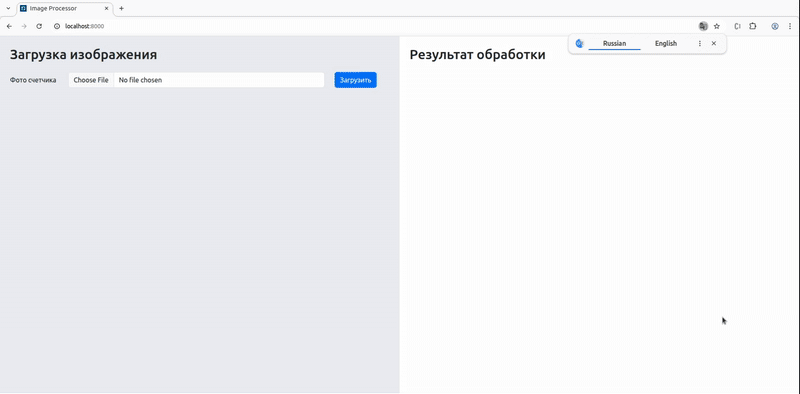 Image Processor
localhost:8000
Russian English
Загрузка изображения
Фото счетчика Choose File No file chosen Загрузить
Результат обработки